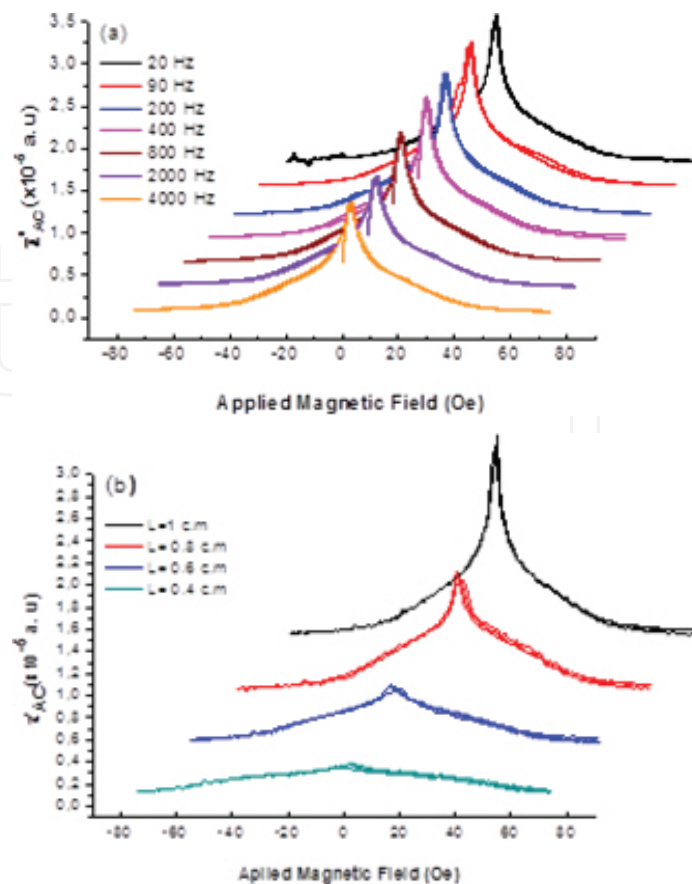 (a)
3.5
3.0
2.5
2.0
1.5
1.0
0.5
0.0
20 Hz
90 Hz
200 Hz
400 Hz
800 Hz
2000 Hz
4000 Hz
χ'AC (x10⁻⁶ a.u)
-80 -60 -40 -20 0 20 40 60 80
Applied Magnetic Field (Oe)
(b)
3.0
2.8
2.6
2.4
2.2
2.0
1.8
1.6
1.4
1.2
1.0
0.8
0.6
0.4
0.2
0.0
L=1 c.m
L=0.8 c.m
L=0.6 c.m
L=0.4 c.m
-80 -60 -40 -20 0 20 40 60 80
Aplied Magnetic Field (Oe)